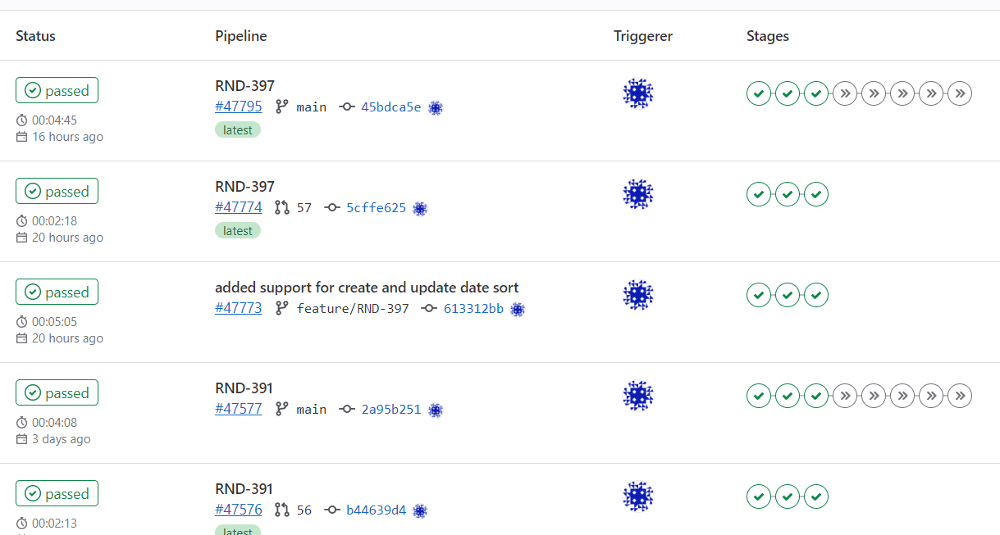 Status Pipeline Triggerer Stages
passed RND-397
#47795 main 45bdca5e
00:04:45
16 hours ago latest
passed RND-397
#47774 57 5cffe625
00:02:18
20 hours ago latest
passed added support for create and update date sort
#47773 feature/RND-397 613312bb
00:05:05
20 hours ago
passed RND-391
#47577 main 2a95b251
00:04:08
3 days ago
passed RND-391
#47576 56 b44639d4
00:02:13
latest